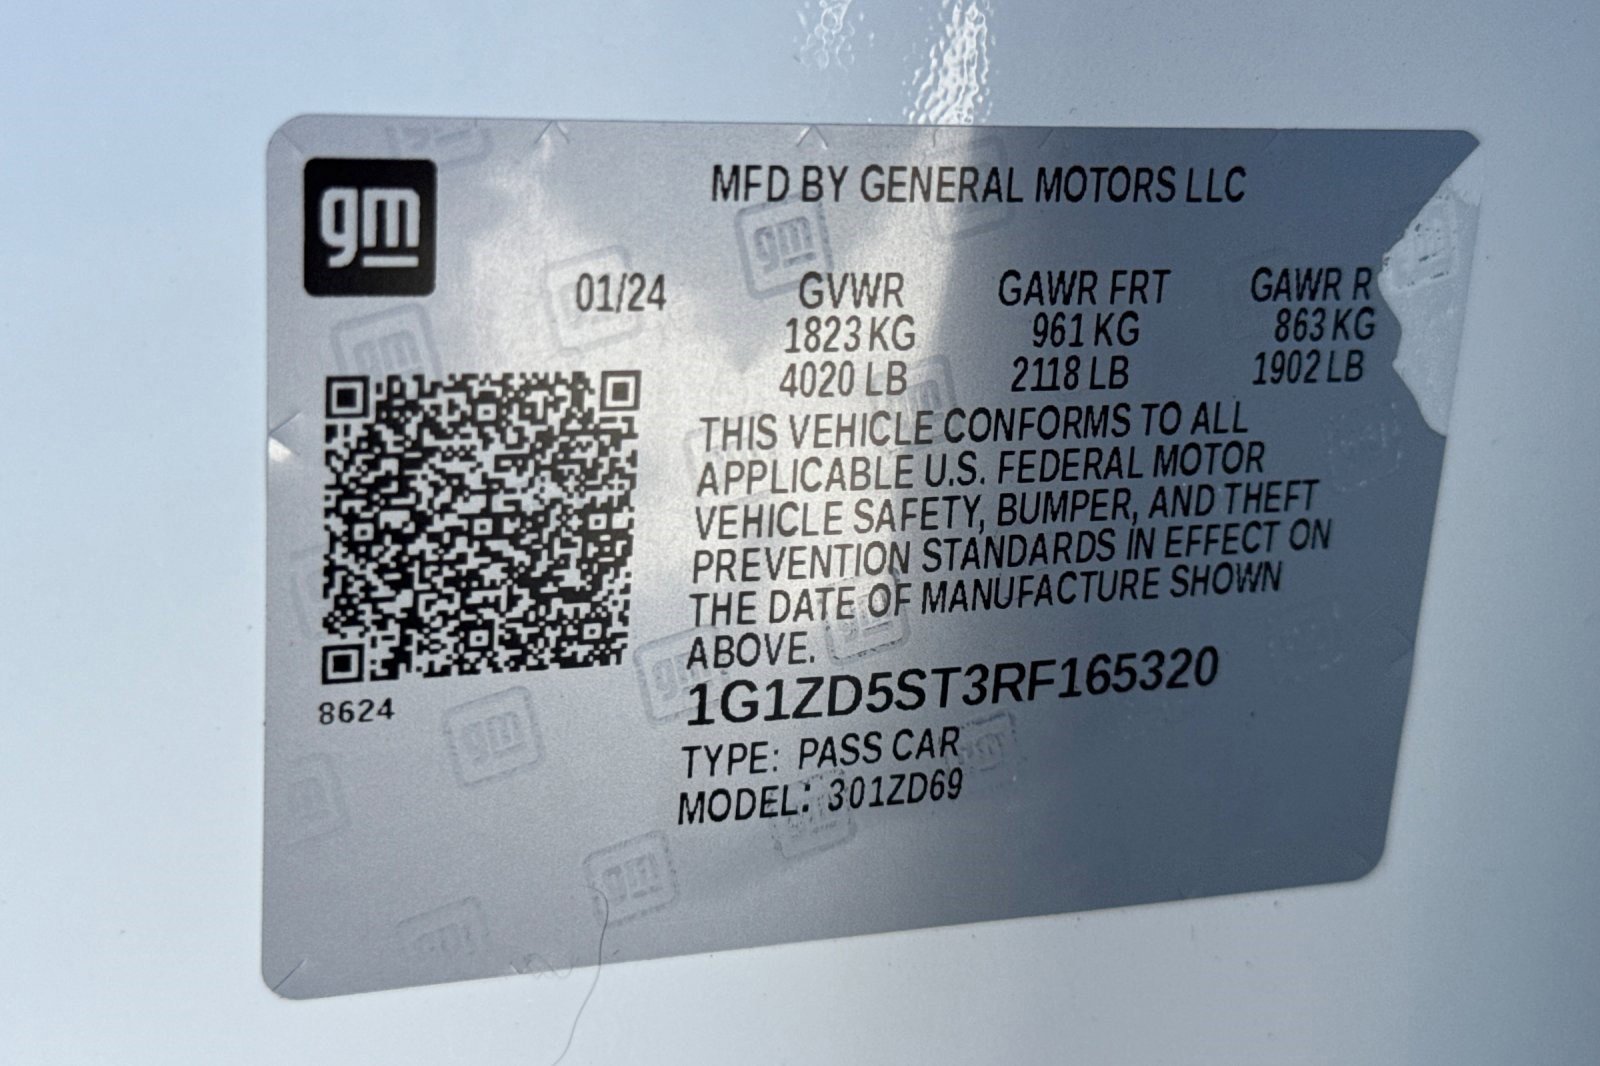 gm
MFD BY GENERAL MOTORS LLC
01/24 GVWR GAWR FRT GAWR R
1823 KG 961 KG 863 KG
4020 LB 2118 LB 1902 LB
THIS VEHICLE CONFORMS TO ALL
APPLICABLE U.S. FEDERAL MOTOR
VEHICLE SAFETY, BUMPER, AND THEFT
PREVENTION STANDARDS IN EFFECT ON
THE DATE OF MANUFACTURE SHOWN
ABOVE.
8624
1G1ZD5ST3RF165320
TYPE: PASS CAR
MODEL: 301ZD69